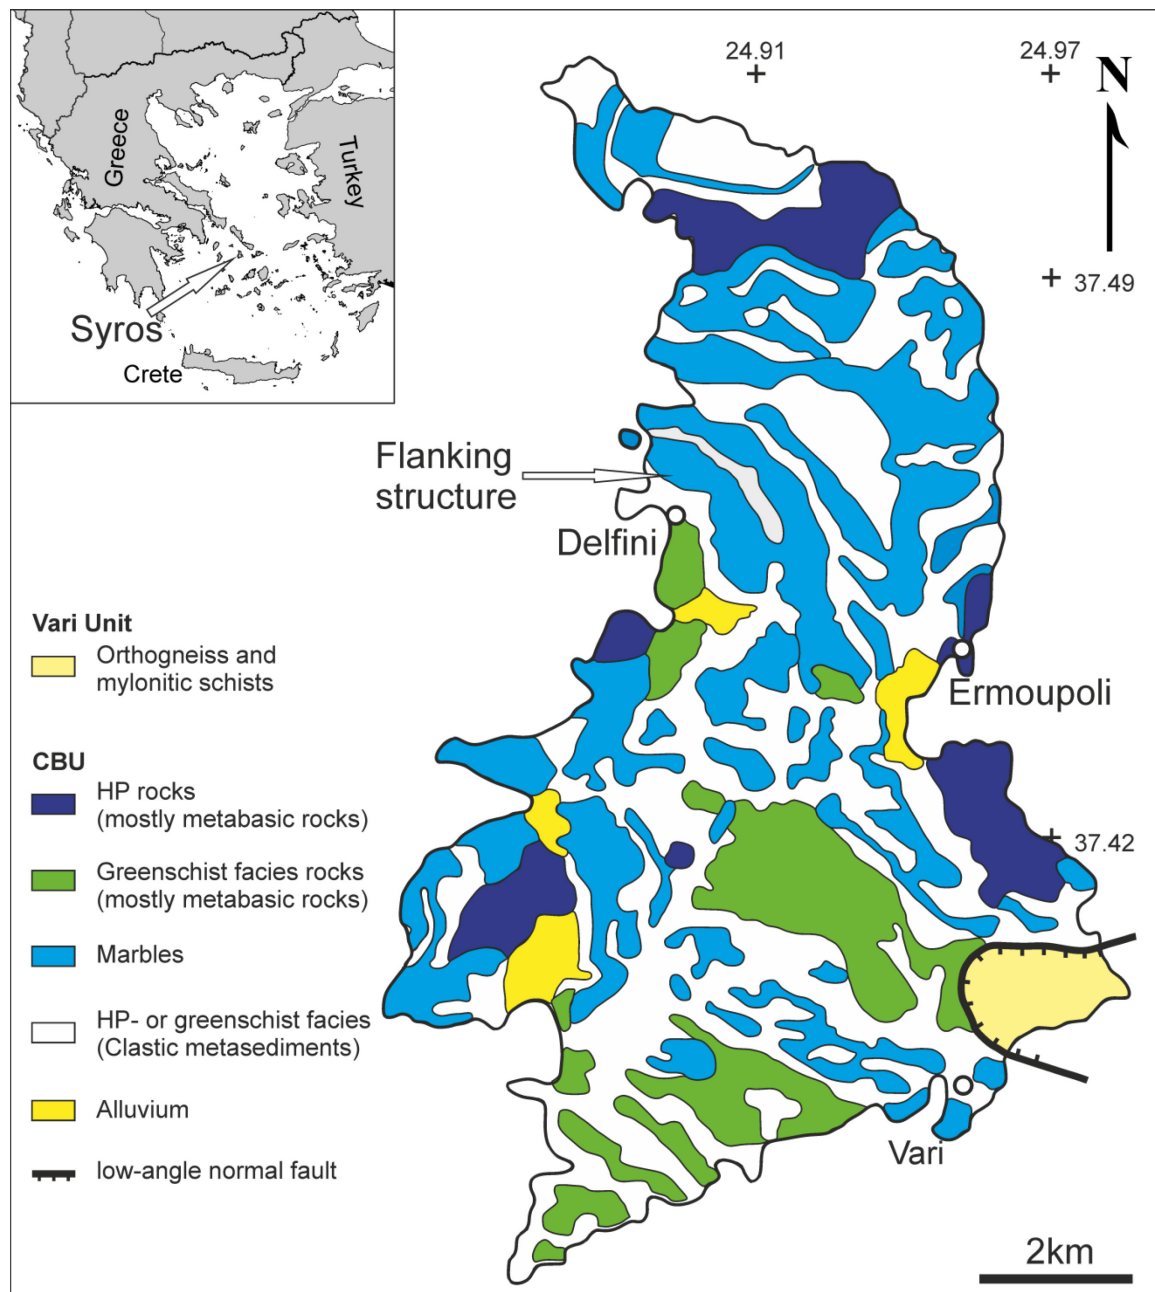 Greece
Turkey
Syros
Crete
24.91
24.97
N
37.49
Flanking
structure
Delfini
Ermoupoli
37.42
Vari
2km
Vari Unit
Orthogneiss and
mylonitic schists
CBU
HP rocks
(mostly metabasic rocks)
Greenschist facies rocks
(mostly metabasic rocks)
Marbles
HP- or greenschist facies
(Clastic metasediments)
Alluvium
low-angle normal fault